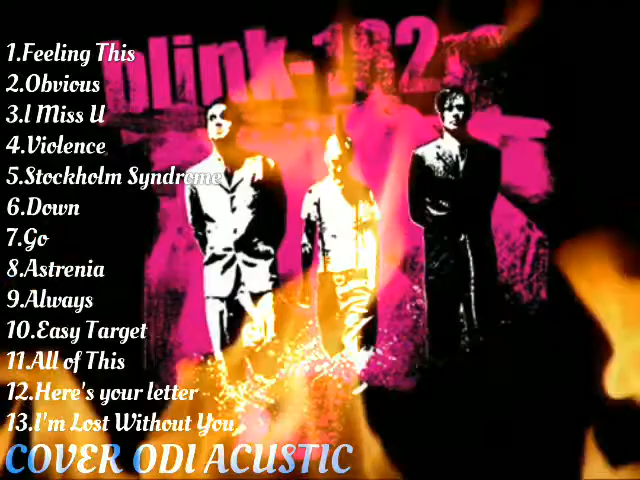 blink-182
1.Feeling This
2.Obvious
3.I Miss U
4.Violence
5.Stockholm Syndrome
6.Down
7.Go
8.Astrenia
9.Always
10.Easy Target
11.All of This
12.Here's your letter
13.I'm Lost Without You
COVER ODI ACUSTIC